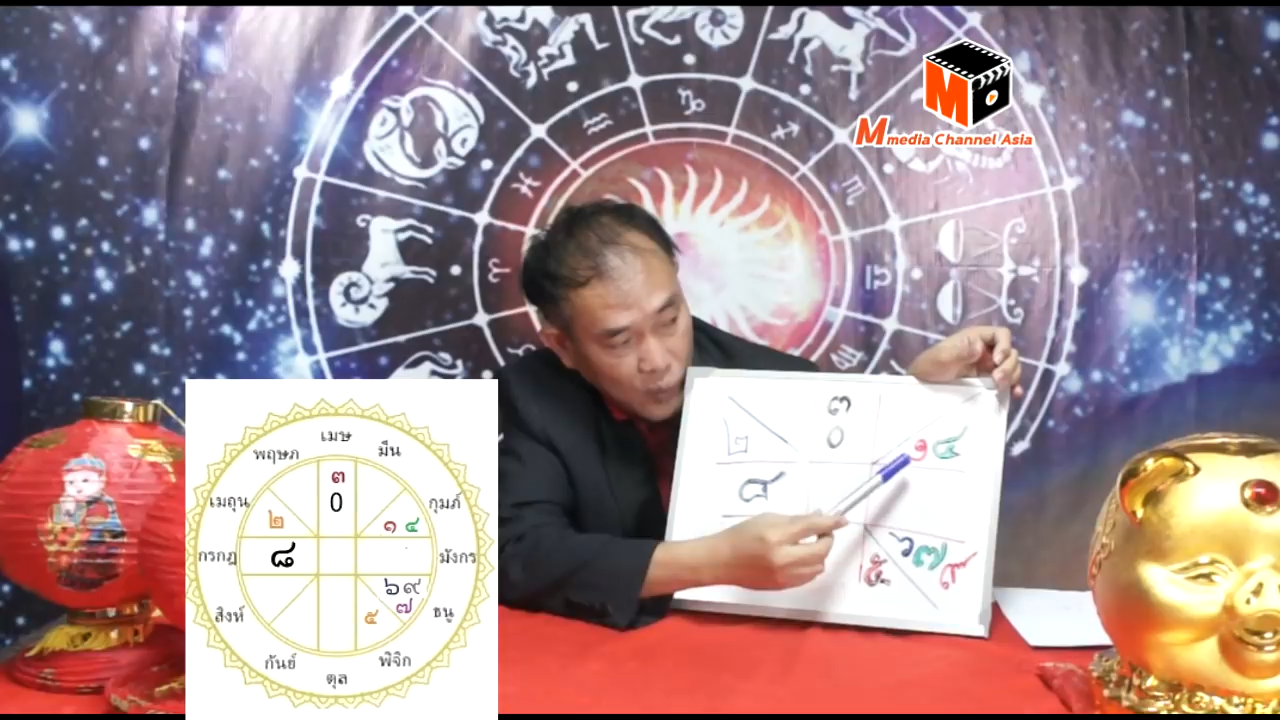 M
M media Channel Asia
เมษ
พฤษภ
มีน
เมถุน
กุมภ์
กรกฎ
มังกร
สิงห์
ธนู
กันย์
พิจิก
ตุล
๓
0
๒
๑ ๔
๘
๖ ๙
๗
๕
๓
๐
๒
๑ ๔
๘
๖ ๗ ๙
๕